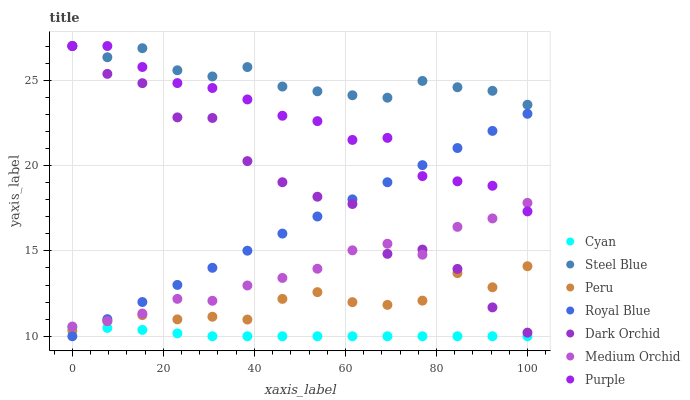 title
yaxis_label
25
20
15
10
0
20
40
60
80
100
xaxis_label
Cyan
Steel Blue
Peru
Royal Blue
Dark Orchid
Medium Orchid
Purple